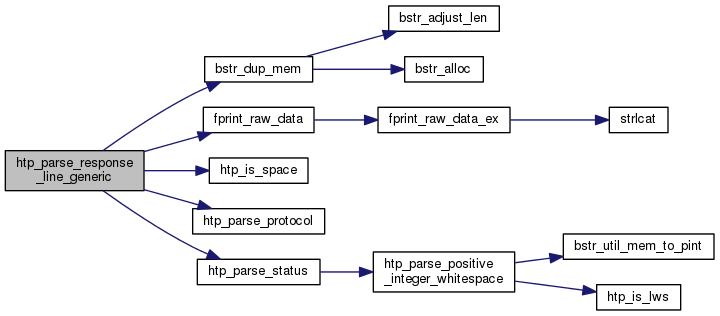 bstr_adjust_len
bstr_dup_mem
bstr_alloc
fprint_raw_data
fprint_raw_data_ex
strlcat
htp_parse_response
_line_generic
htp_is_space
htp_parse_protocol
bstr_util_mem_to_pint
htp_parse_status
htp_parse_positive
_integer_whitespace
htp_is_lws